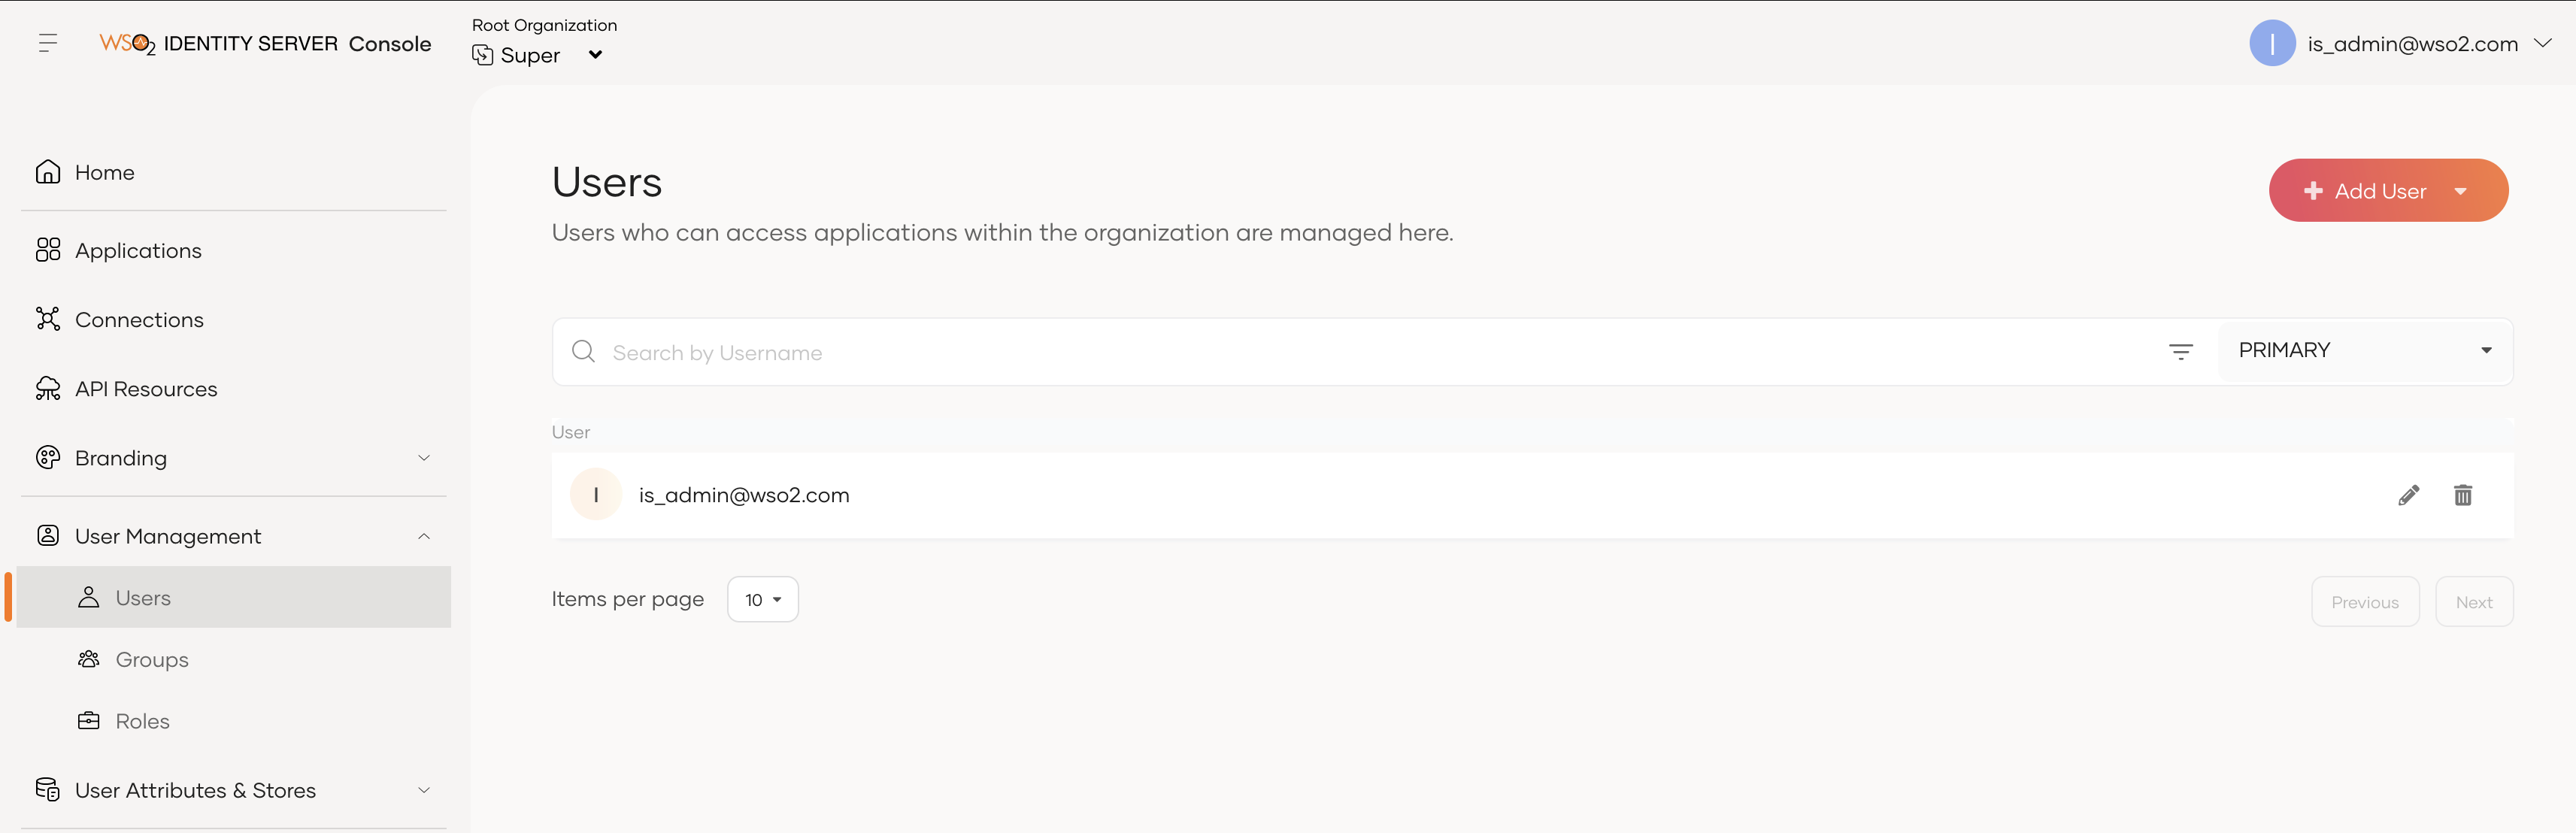 WSO2 IDENTITY SERVER Console
Root Organization
Super
I
is_admin@wso2.com
Home
Applications
Connections
API Resources
Branding
User Management
Users
Groups
Roles
User Attributes & Stores
Users
Users who can access applications within the organization are managed here.
Add User
Search by Username
PRIMARY
User
I
is_admin@wso2.com
Items per page
10
Previous
Next